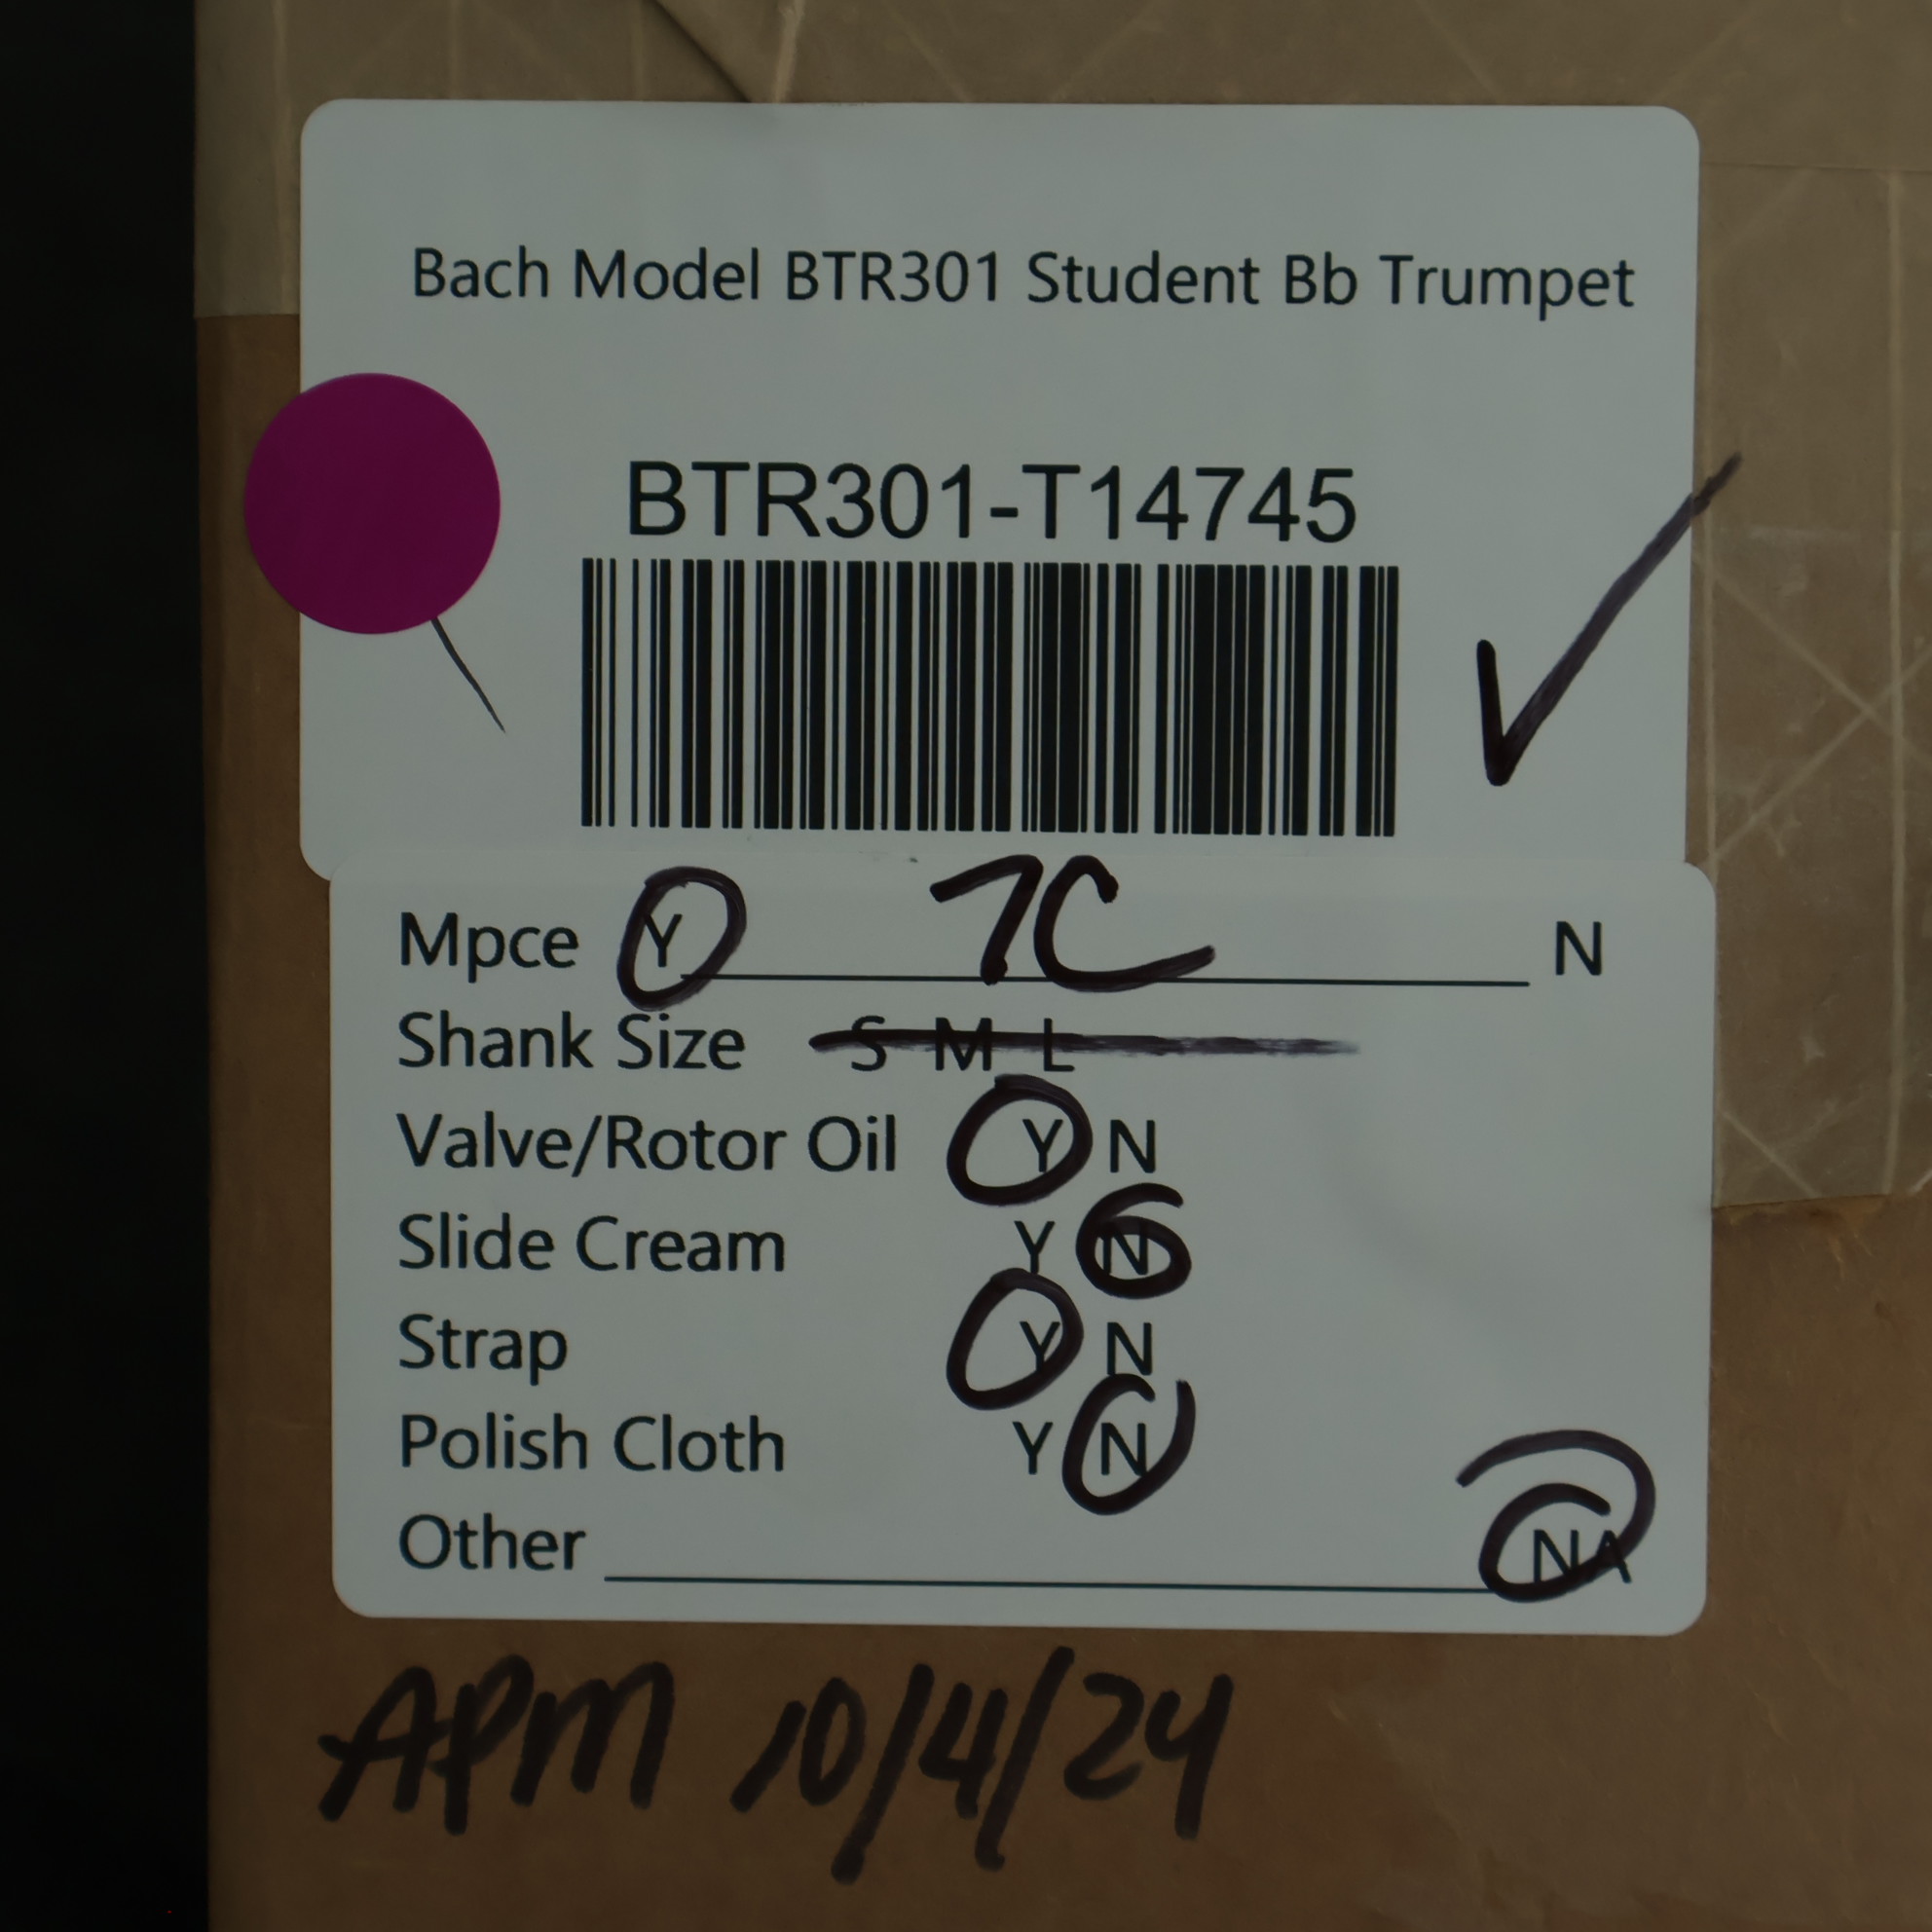 Bach Model BTR301 Student Bb Trumpet
BTR301-T14745
Mpce Y 7C N
Shank Size S M L
Valve/Rotor Oil Y N
Slide Cream Y N
Strap Y N
Polish Cloth Y N
Other NA
APM 10/4/24